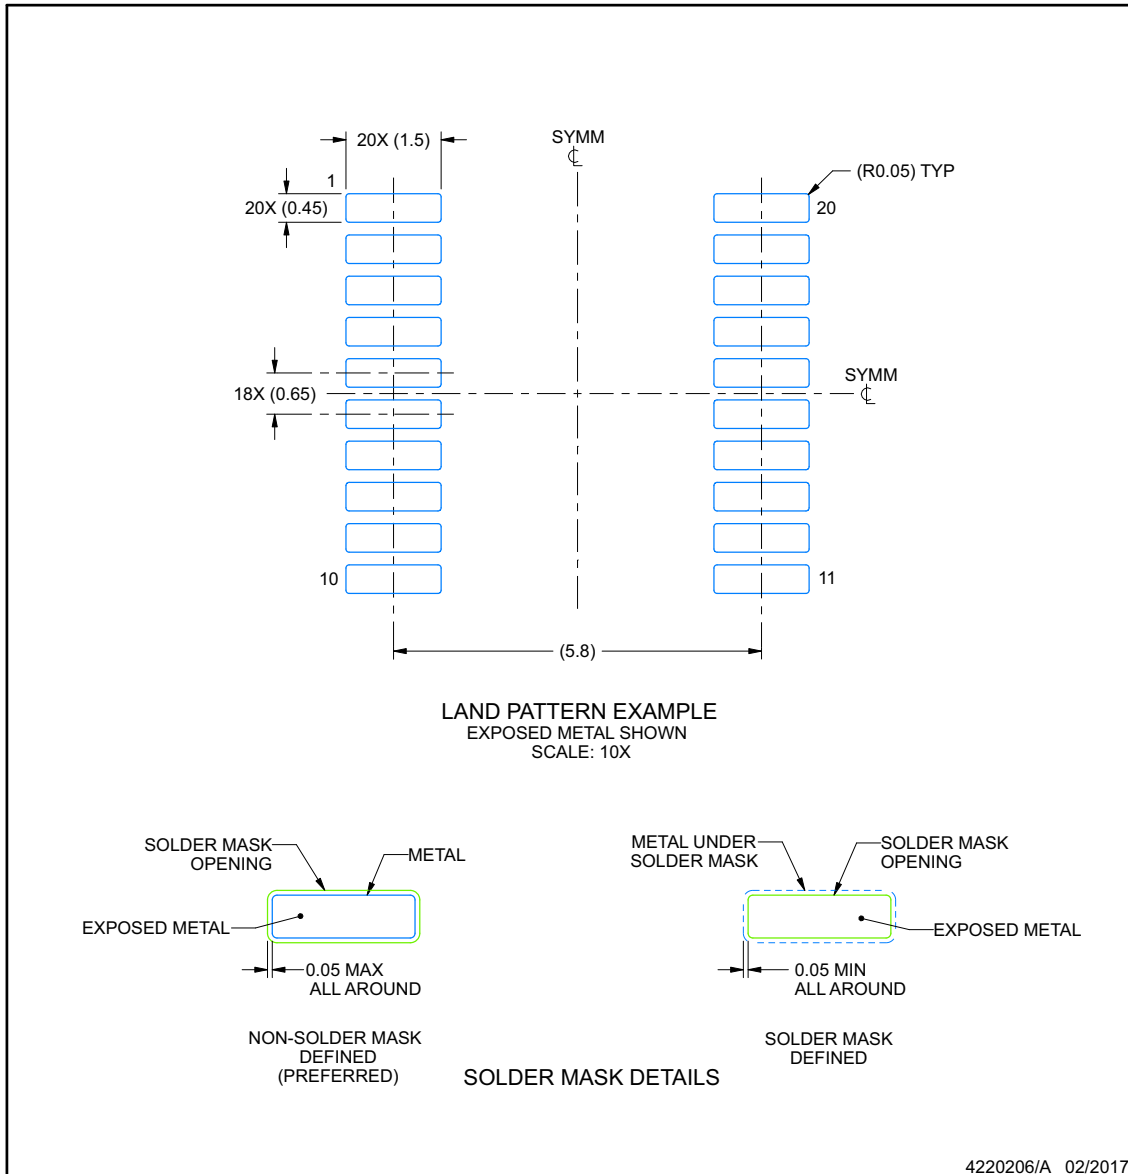 SYMM
20X (1.5)
(R0.05) TYP
1
20X (0.45)
20
SYMM
18X (0.65)
10
11
(5.8)
LAND PATTERN EXAMPLE
EXPOSED METAL SHOWN
SCALE: 10X
SOLDER MASK
OPENING
METAL
EXPOSED METAL
0.05 MAX
ALL AROUND
NON-SOLDER MASK
DEFINED
(PREFERRED)
METAL UNDER
SOLDER MASK
SOLDER MASK
OPENING
EXPOSED METAL
0.05 MIN
ALL AROUND
SOLDER MASK
DEFINED
SOLDER MASK DETAILS
4220206/A 02/2017